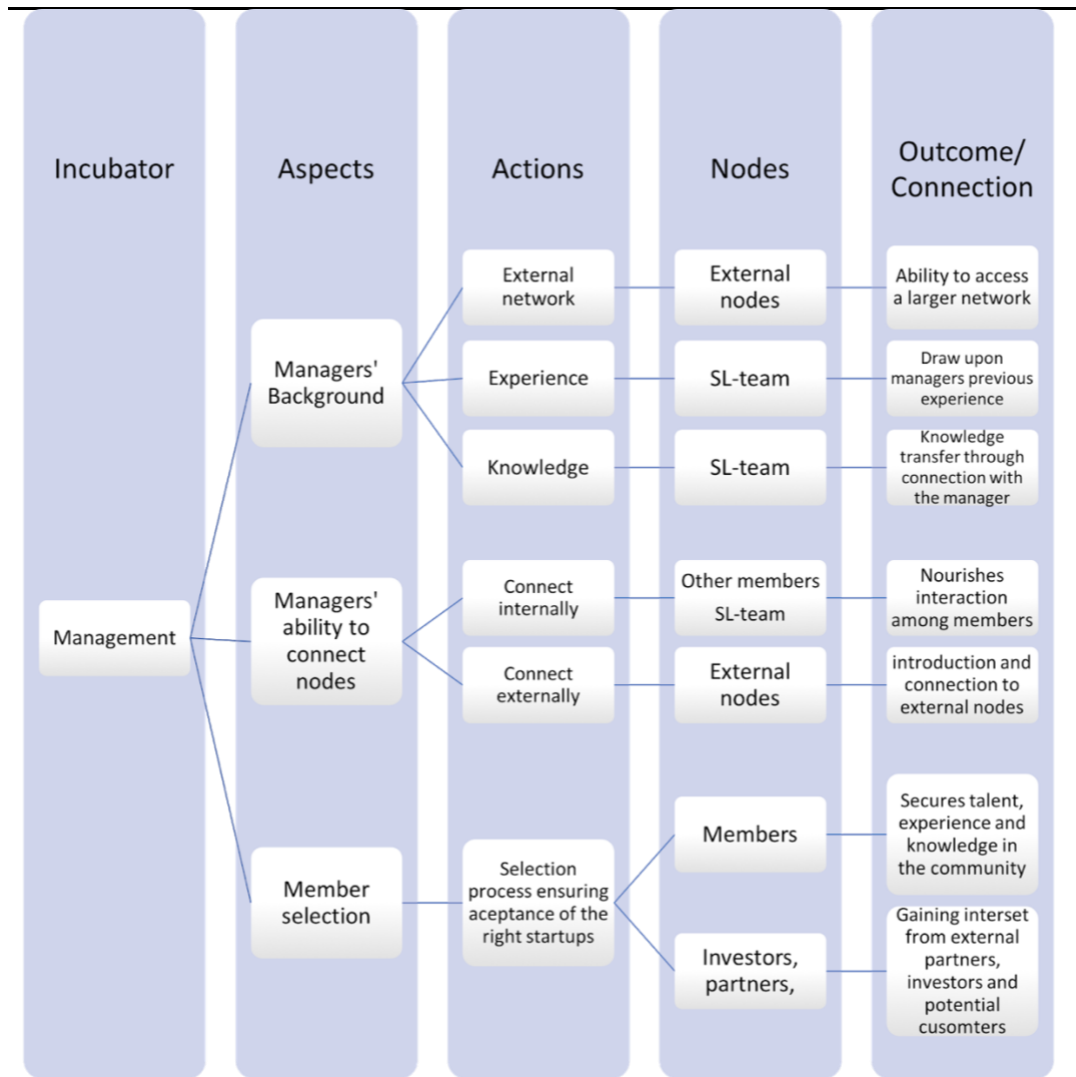 Incubator
Aspects
Actions
Nodes
Outcome/
Connection
Management
Managers'
Background
External
network
External
nodes
Ability to access
a larger network
Experience
SL-team
Draw upon
managers previous
experience
Knowledge
SL-team
Knowledge
transfer through
connection with
the manager
Managers'
ability to
connect
nodes
Connect
internally
Other members
SL-team
Nourishes
interaction
among members
Connect
externally
External
nodes
introduction and
connection to
external nodes
Member
selection
Selection
process ensuring
aceptance of the
right startups
Members
Secures talent,
experience and
knowledge in
the community
Investors,
partners,
Gaining interset
from external
partners,
investors and
potential
cusomters